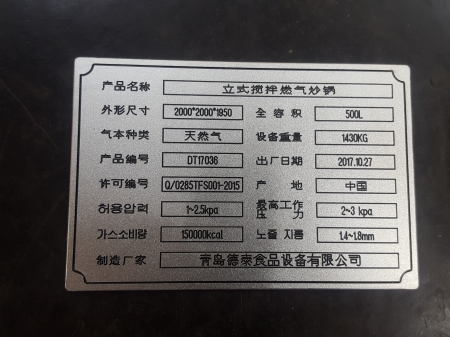 产品名称 立式搅拌燃气炒锅
外形尺寸 2000*2000*1950 全容积 500L
气本种类 天然气 设备重量 1430KG
产品编号 DT17036 出厂日期 2017.10.27
许可编号 Q/0285TFS001-2015 产地 中国
허용압력 1~2.5kpa 最高工作压力 2~3 kpa
가스소비량 150000kcal 노즐 지름 1.4~1.8mm
制造厂家 青岛德泰食品设备有限公司